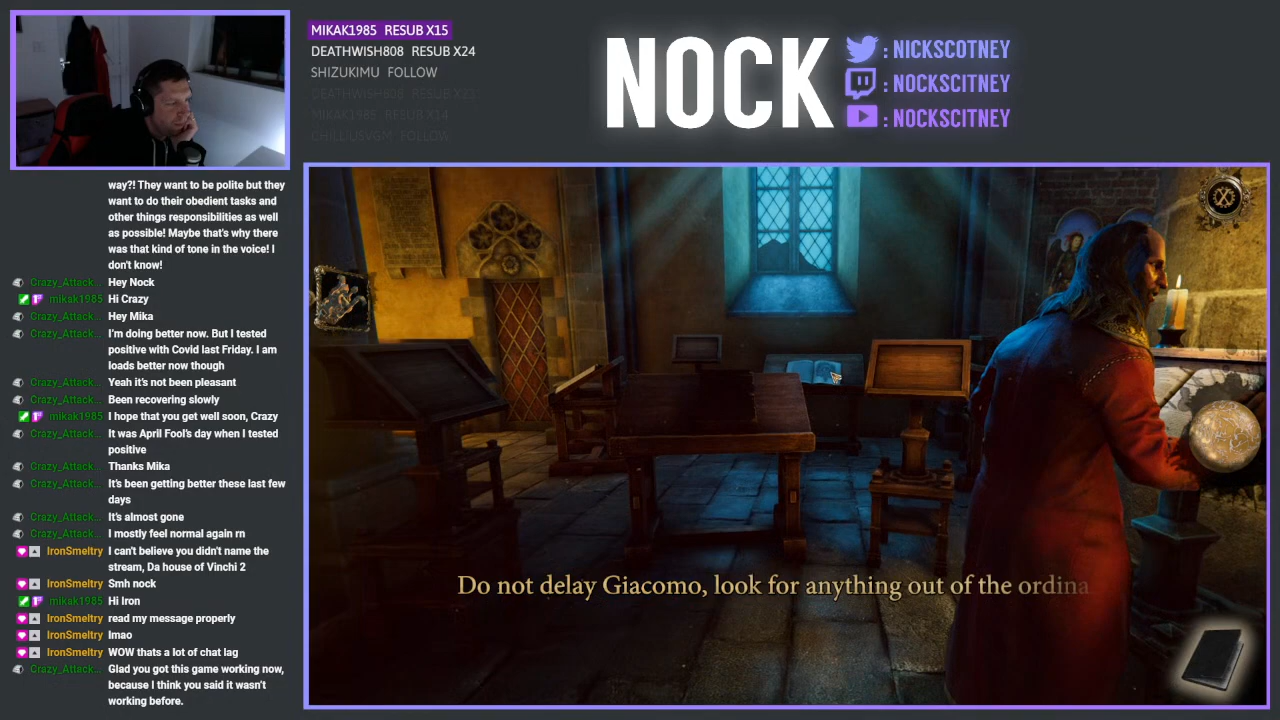 MIKAK1985 RESUB X15
DEATHWISH808 RESUB X24
SHIZUKIMU FOLLOW
DEATHWISH808 RESUB X23
MIKAK1985 RESUB X14
CHILLIUSVGM FOLLOW
NOCK
: NICKSCOTNEY
: NOCKSCITNEY
: NOCKSCITNEY
way?! They want to be polite but they
want to do their obedient tasks and
other things responsibilities as well
as possible! Maybe that's why there
was that kind of tone in the voice! I
don't know!
Crazy_Attack... Hey Nock
mikak1985 Hi Crazy
Crazy_Attack... Hey Mika
Crazy_Attack... I'm doing better now. But I tested
positive with Covid last Friday. I am
loads better now though
Crazy_Attack... Yeah it's not been pleasant
Crazy_Attack... Been recovering slowly
mikak1985 I hope that you get well soon, Crazy
Crazy_Attack... It was April Fool's day when I tested
positive
Crazy_Attack... Thanks Mika
Crazy_Attack... It's been getting better these last few
days
Crazy_Attack... It's almost gone
Crazy_Attack... I mostly feel normal again rn
IronSmeltry I can't believe you didn't name the
stream, Da house of Vinchi 2
IronSmeltry Smh nock
mikak1985 Hi Iron
IronSmeltry read my message properly
IronSmeltry lmao
IronSmeltry WOW thats a lot of chat lag
Crazy_Attack... Glad you got this game working now,
because I think you said it wasn't
working before.
Do not delay Giacomo, look for anything out of the ordina